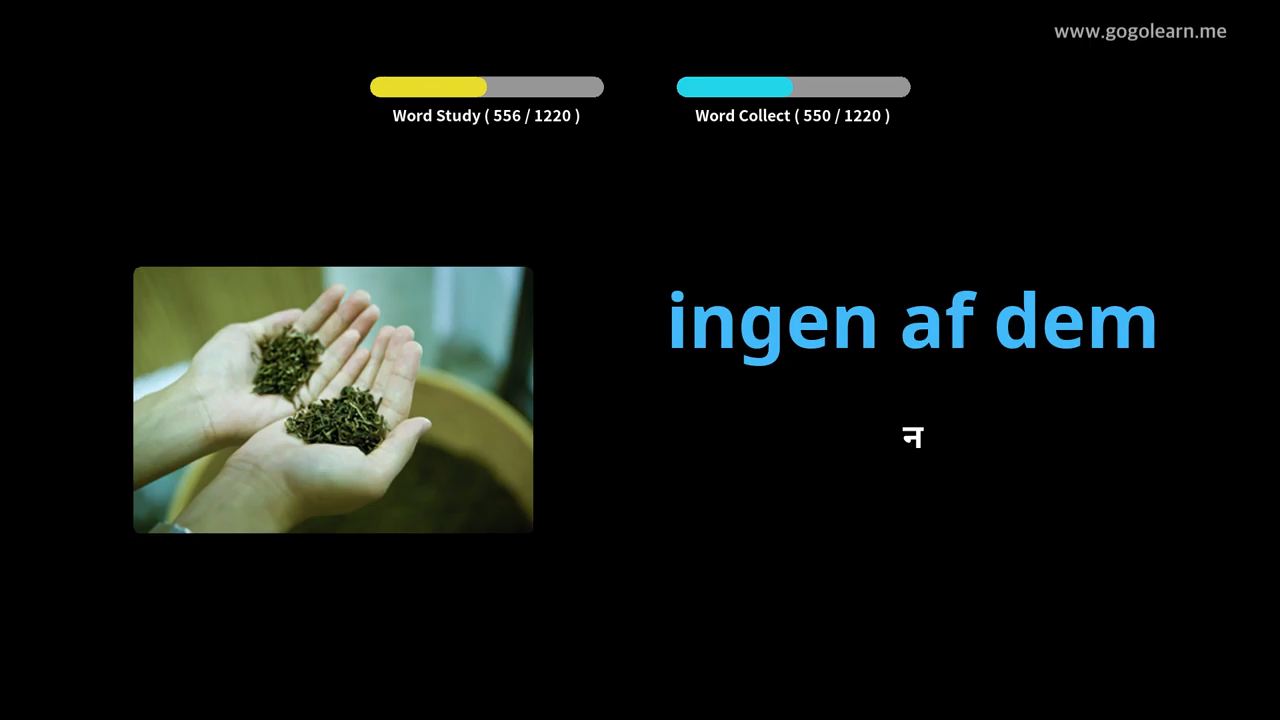 www.gogolearn.me
Word Study ( 556 / 1220 )
Word Collect ( 550 / 1220 )
ingen af dem
न